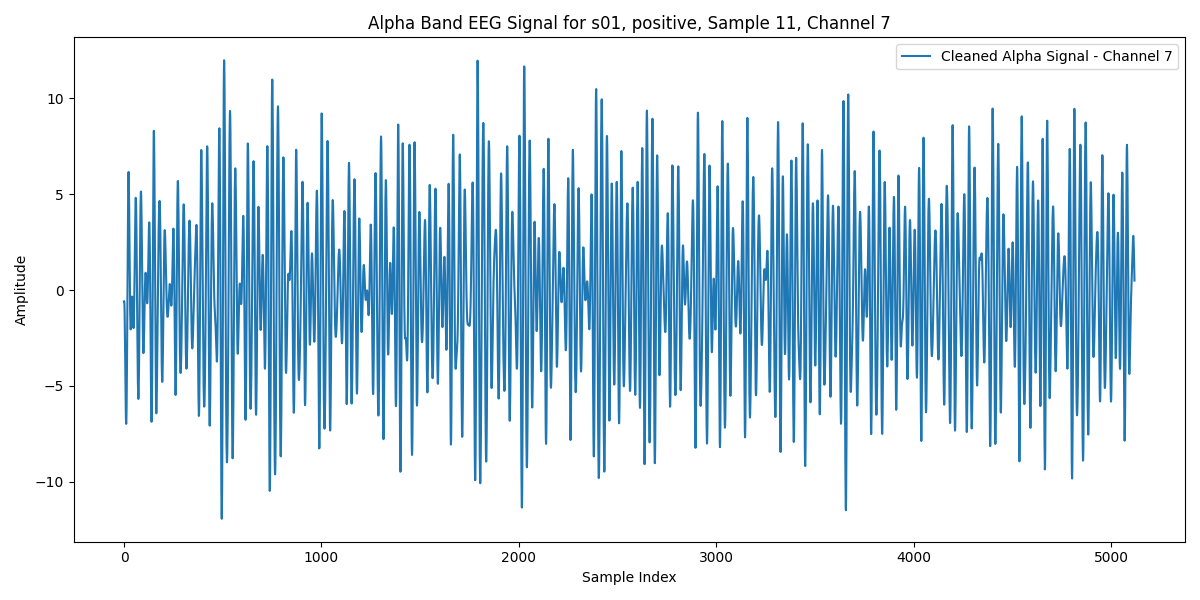 Alpha Band EEG Signal for s01, positive, Sample 11, Channel 7
Cleaned Alpha Signal - Channel 7
Amplitude
10
5
0
−5
−10
0 1000 2000 3000 4000 5000
Sample Index